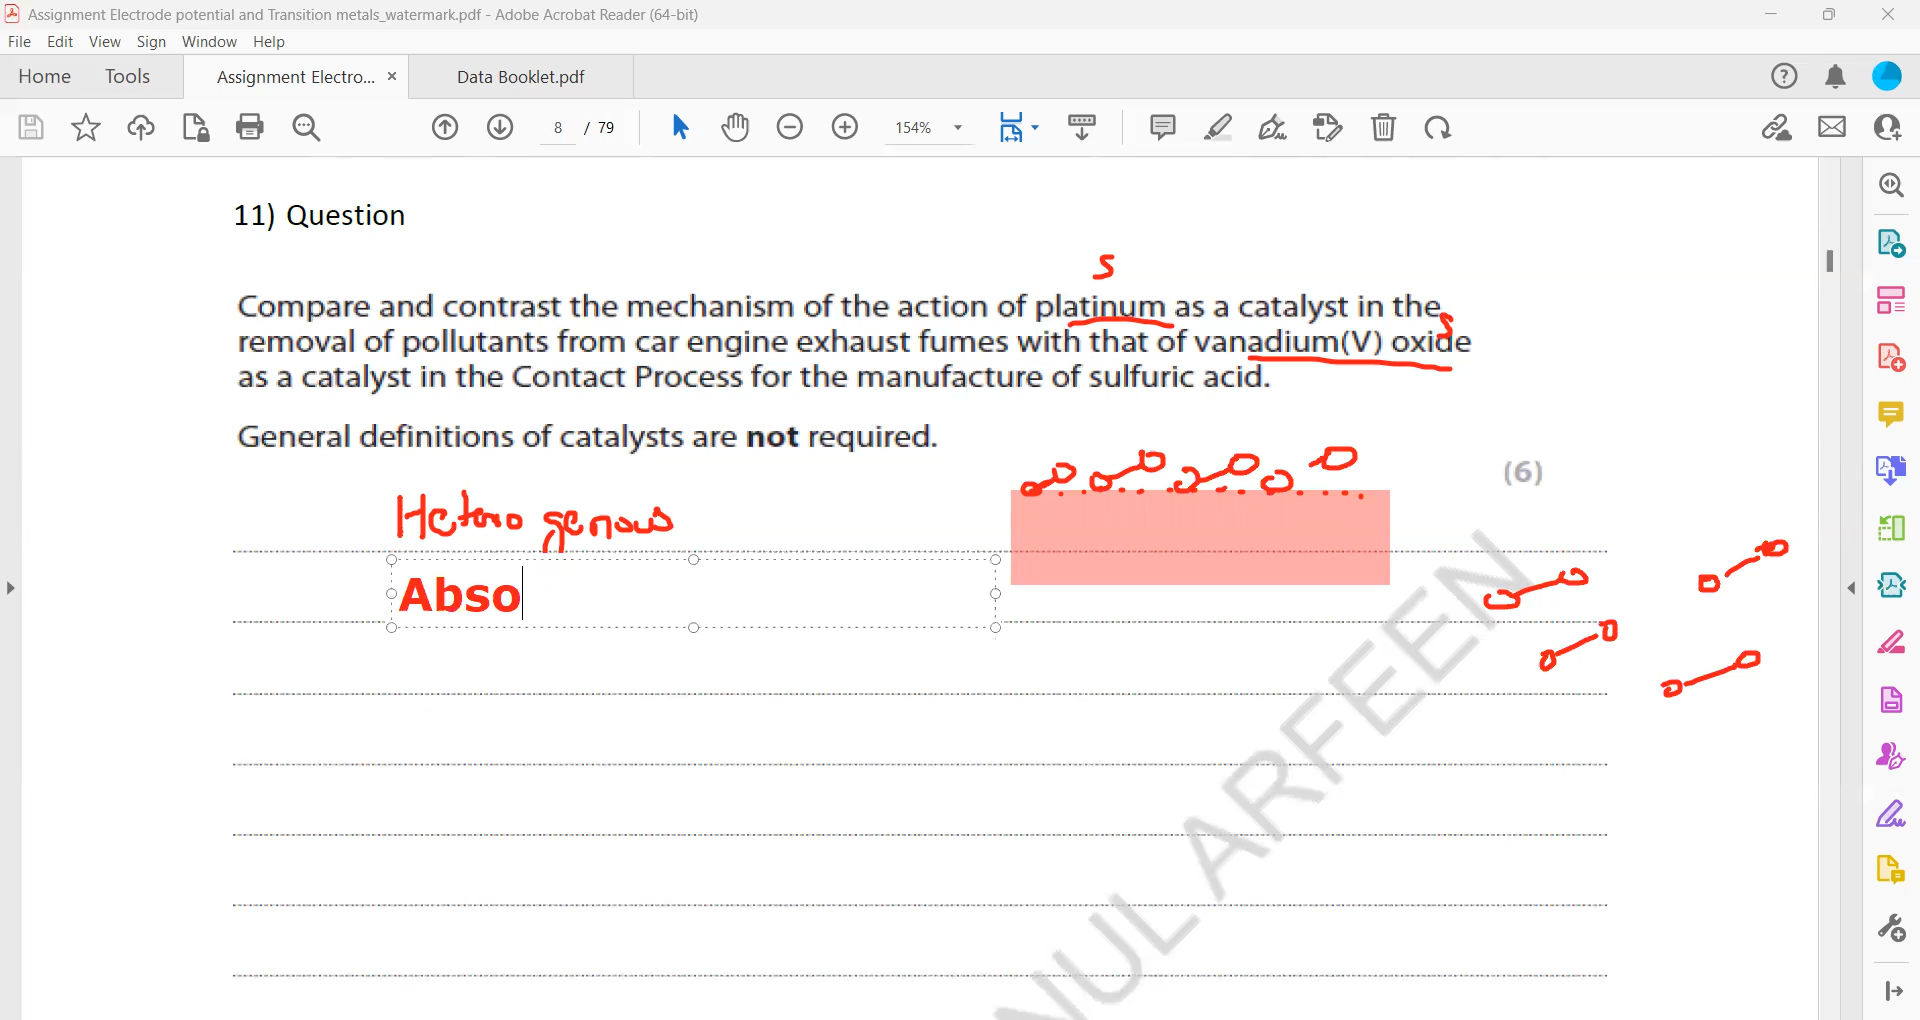 Assignment Electrode potential and Transition metals_watermark.pdf - Adobe Acrobat Reader (64-bit)
File Edit View Sign Window Help
Home Tools Assignment Electro... × Data Booklet.pdf
8 / 79 154%
11) Question
s
Compare and contrast the mechanism of the action of platinum as a catalyst in the
s
removal of pollutants from car engine exhaust fumes with that of vanadium(V) oxide
as a catalyst in the Contact Process for the manufacture of sulfuric acid.
General definitions of catalysts are not required.
(6)
Hetero genous
Abso
NUL ARFEEN